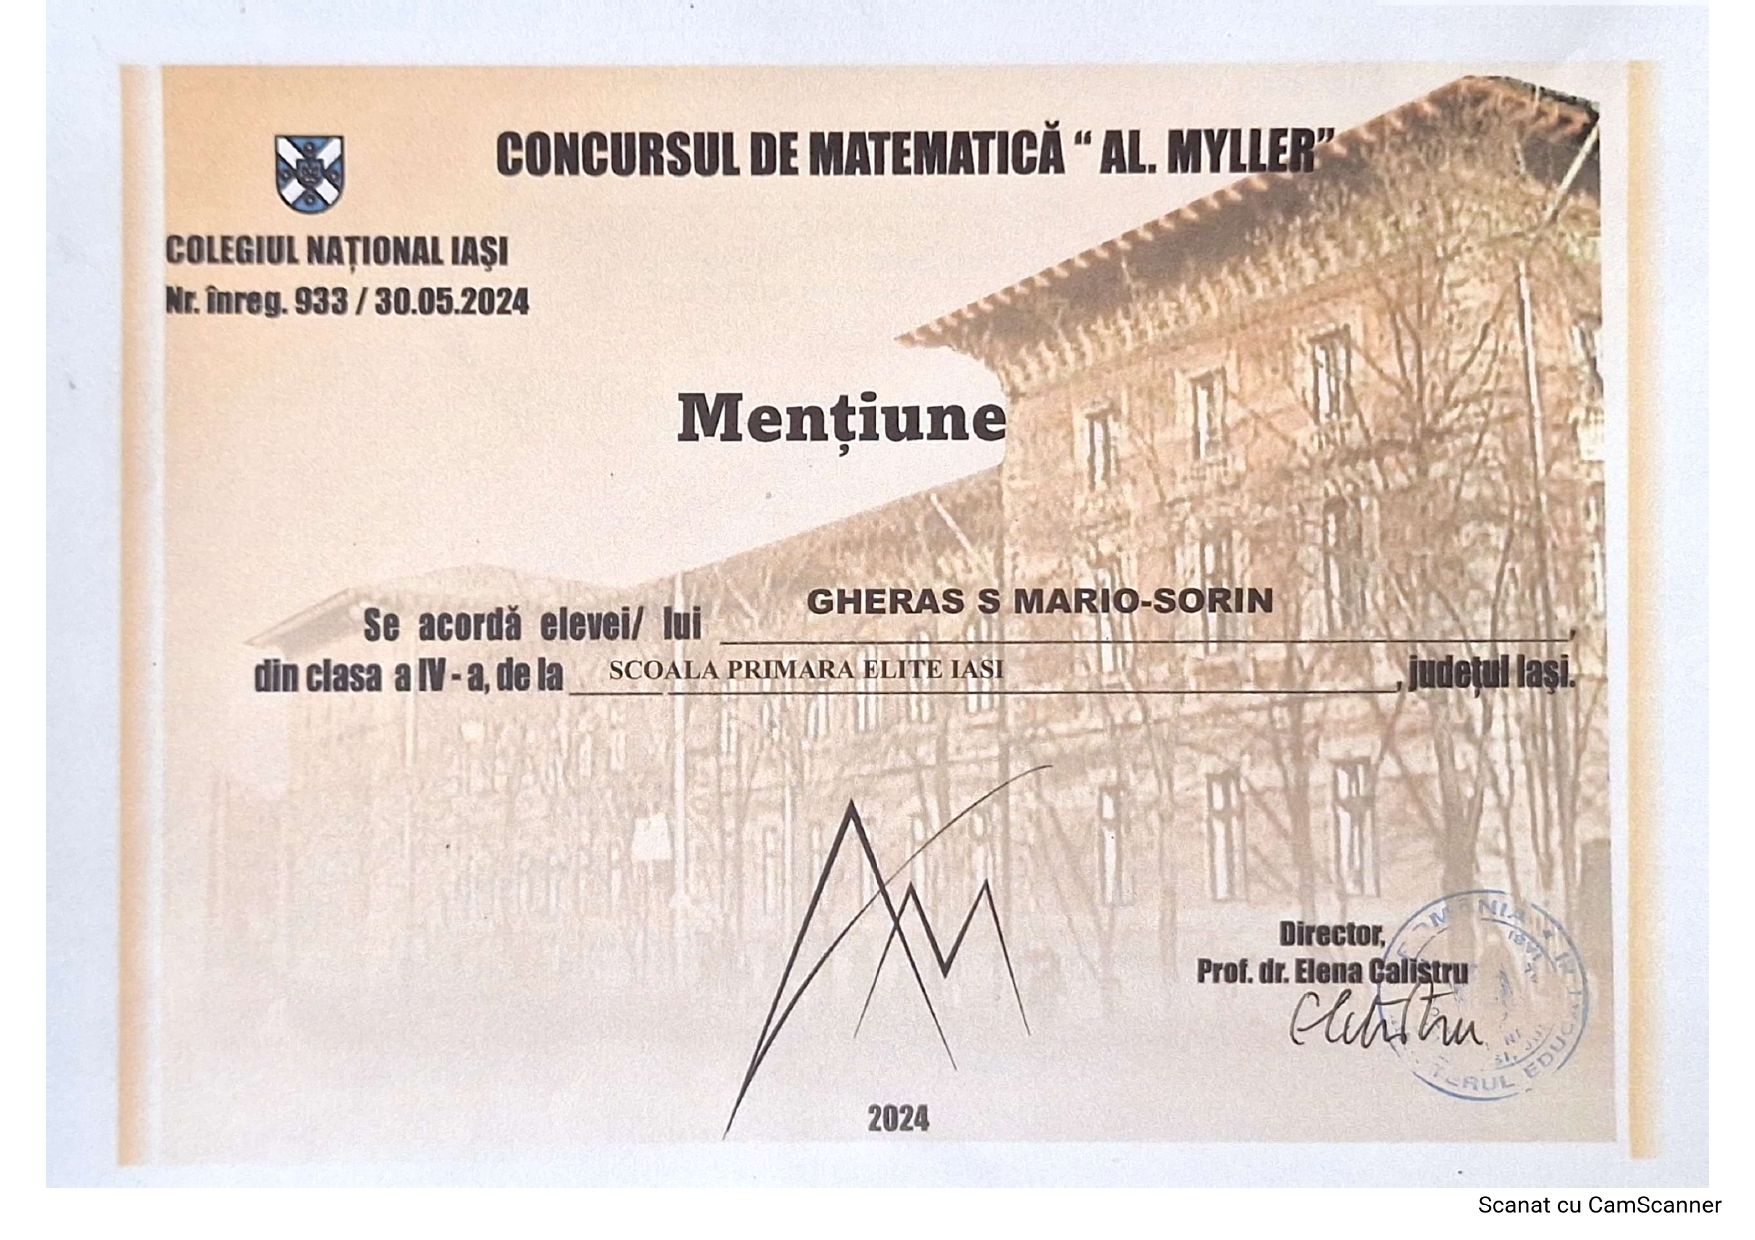 CONCURSUL DE MATEMATICĂ “ AL. MYLLER”
COLEGIUL NAȚIONAL IAŞI
Nr. înreg. 933 / 30.05.2024
Mențiune
Se acordă elevei/ lui GHERAS S MARIO-SORIN,
din clasa a IV - a, de la SCOALA PRIMARA ELITE IASI, județul Iaşi.
Director,
Prof. dr. Elena Calistru
2024
Scanat cu CamScanner